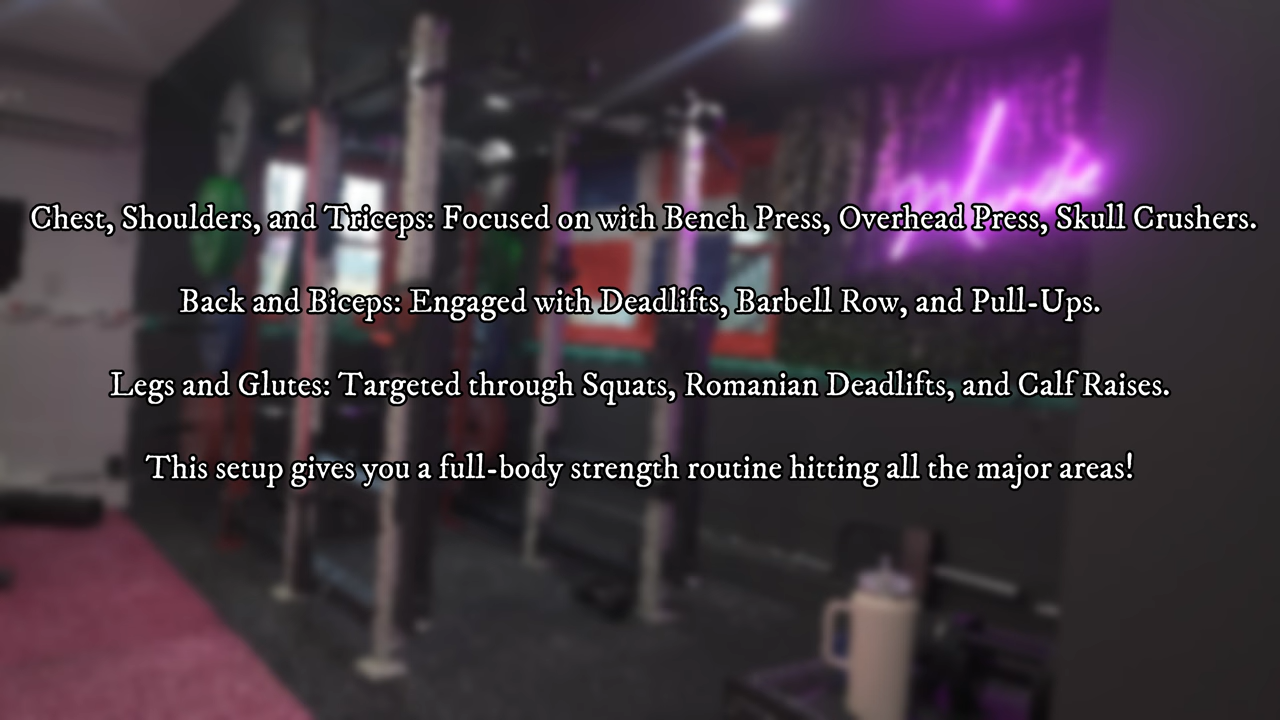 Chest, Shoulders, and Triceps: Focused on with Bench Press, Overhead Press, Skull Crushers.
Back and Biceps: Engaged with Deadlifts, Barbell Row, and Pull-Ups.
Legs and Glutes: Targeted through Squats, Romanian Deadlifts, and Calf Raises.
This setup gives you a full-body strength routine hitting all the major areas!